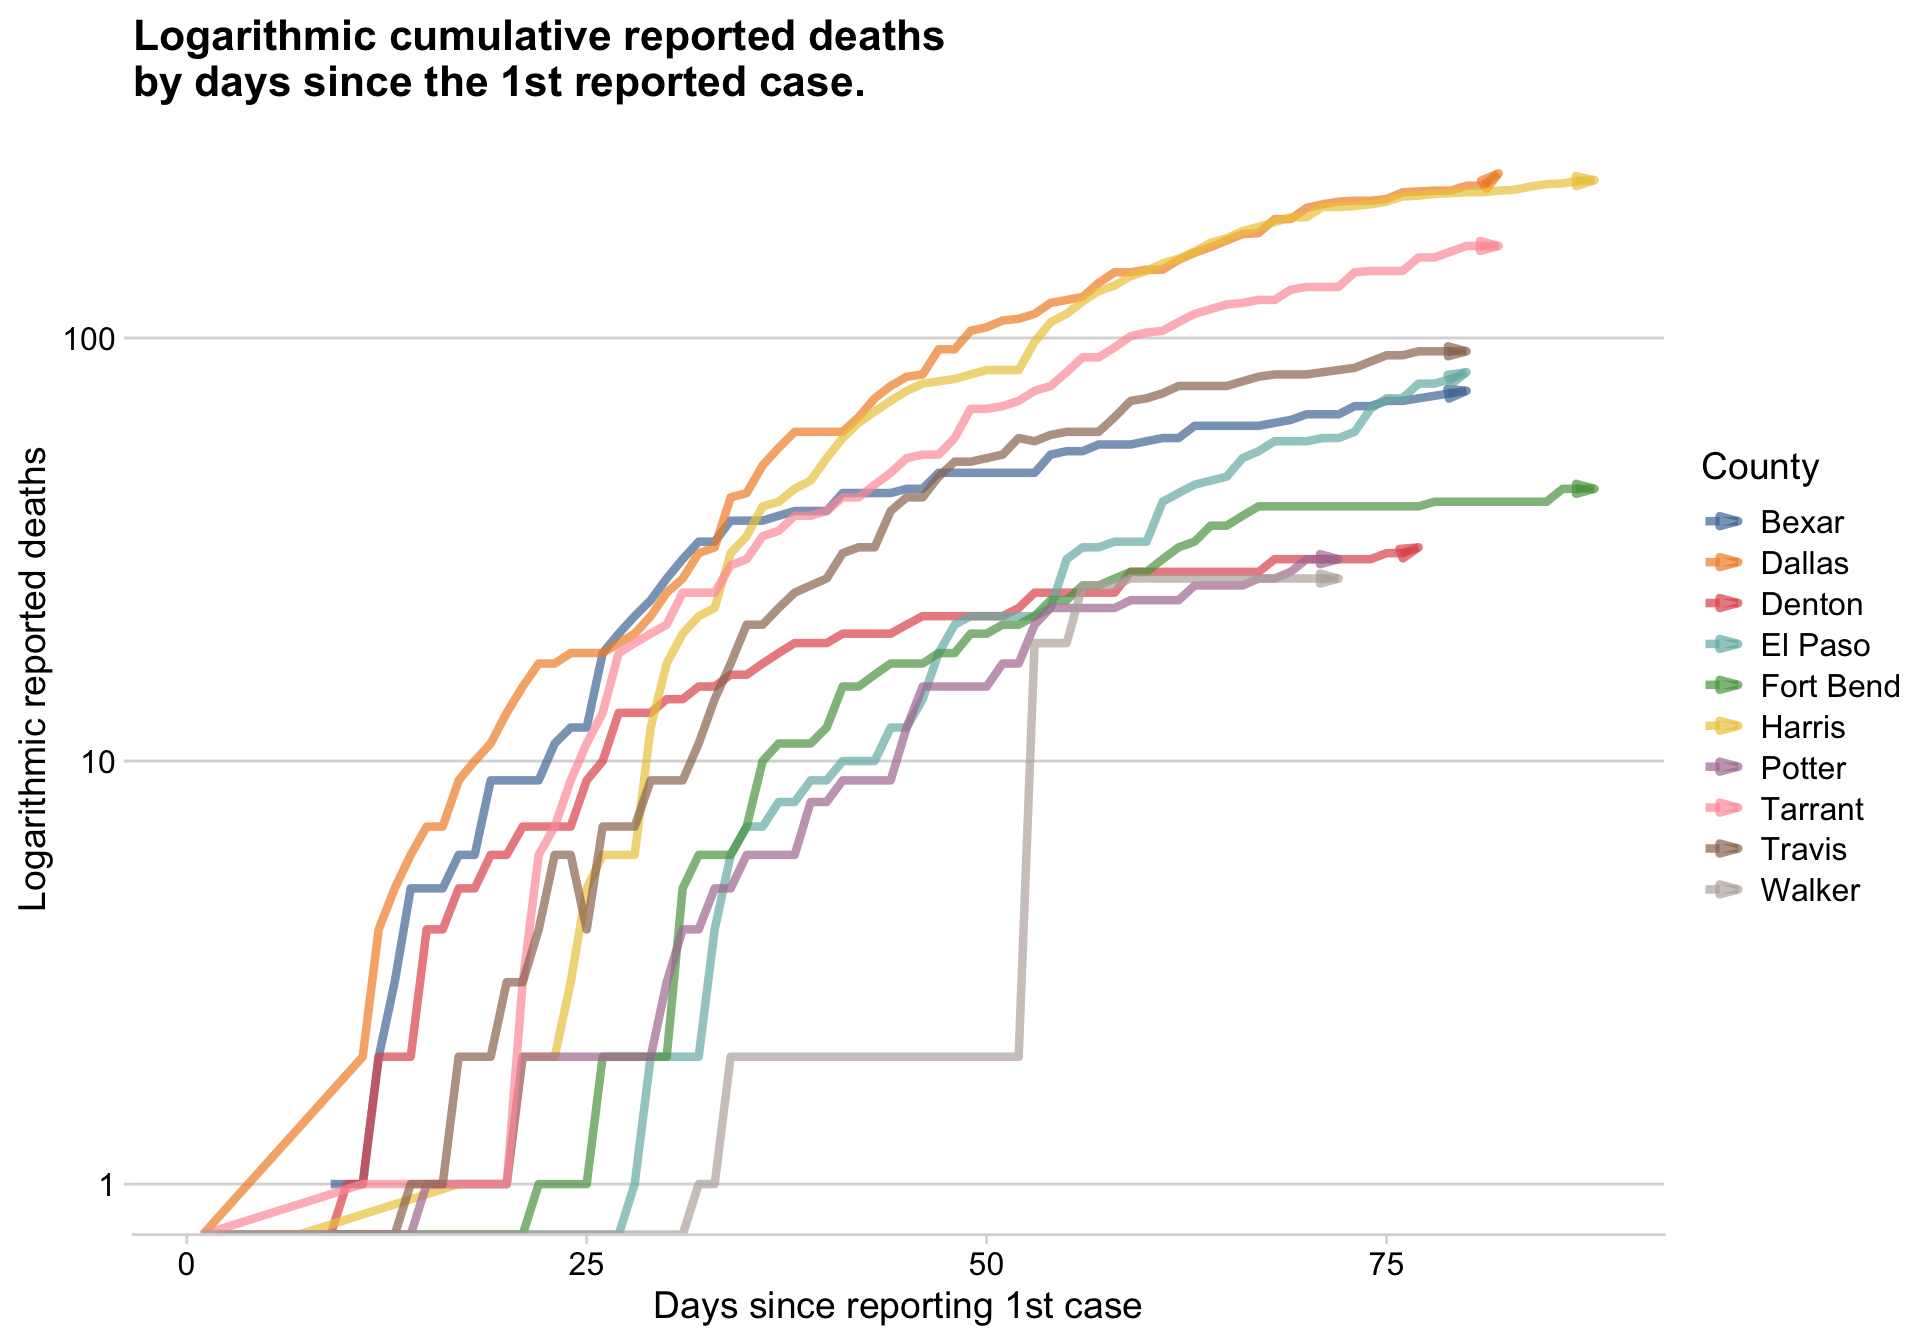 Logarithmic cumulative reported deaths
by days since the 1st reported case.
Logarithmic reported deaths
100
10
1
0
25
50
75
Days since reporting 1st case
County
Bexar
Dallas
Denton
El Paso
Fort Bend
Harris
Potter
Tarrant
Travis
Walker